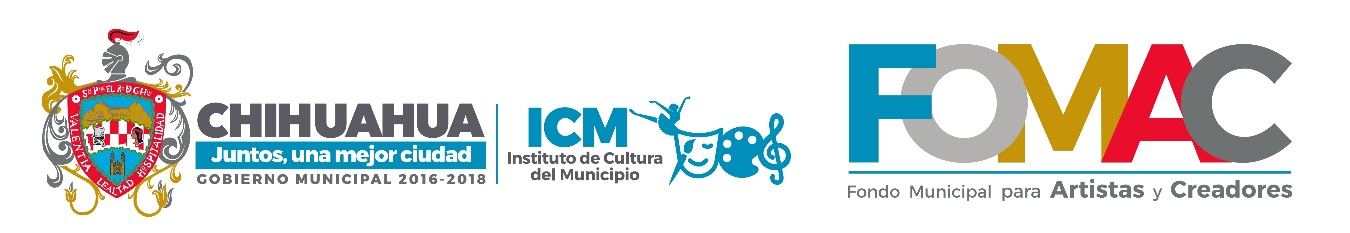 VALENTIA LEALTAD HOSPITALIDAD
CHIHUAHUA
Juntos, una mejor ciudad
GOBIERNO MUNICIPAL 2016-2018
ICM
Instituto de Cultura
del Municipio
FOMAC
Fondo Municipal para Artistas y Creadores